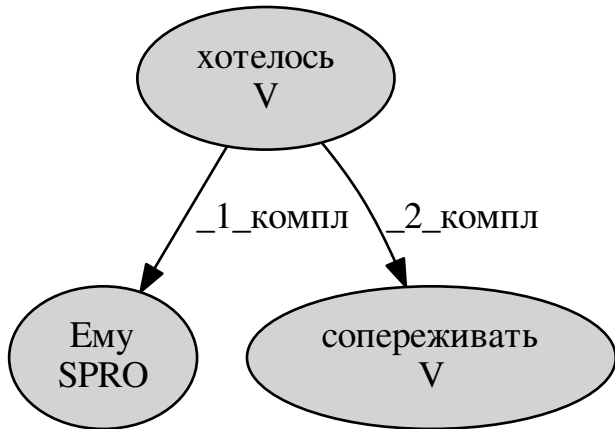 хотелось
V
_1_компл
_2_компл
Ему
SPRO
сопереживать
V